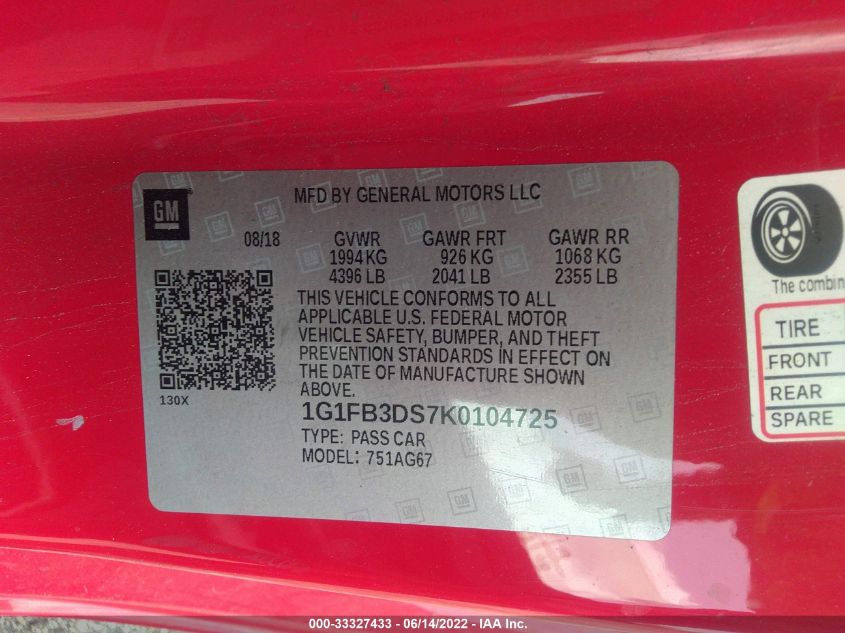 GM
MFD BY GENERAL MOTORS LLC
08/18 GVWR GAWR FRT GAWR RR
1994 KG 926 KG 1068 KG
4396 LB 2041 LB 2355 LB
THIS VEHICLE CONFORMS TO ALL
APPLICABLE U.S. FEDERAL MOTOR
VEHICLE SAFETY, BUMPER, AND THEFT
PREVENTION STANDARDS IN EFFECT ON
THE DATE OF MANUFACTURE SHOWN
ABOVE.
130X
1G1FB3DS7K0104725
TYPE: PASS CAR
MODEL: 751AG67
The combin
TIRE
FRONT
REAR
SPARE
000-33327433 - 06/14/2022 - IAA Inc.